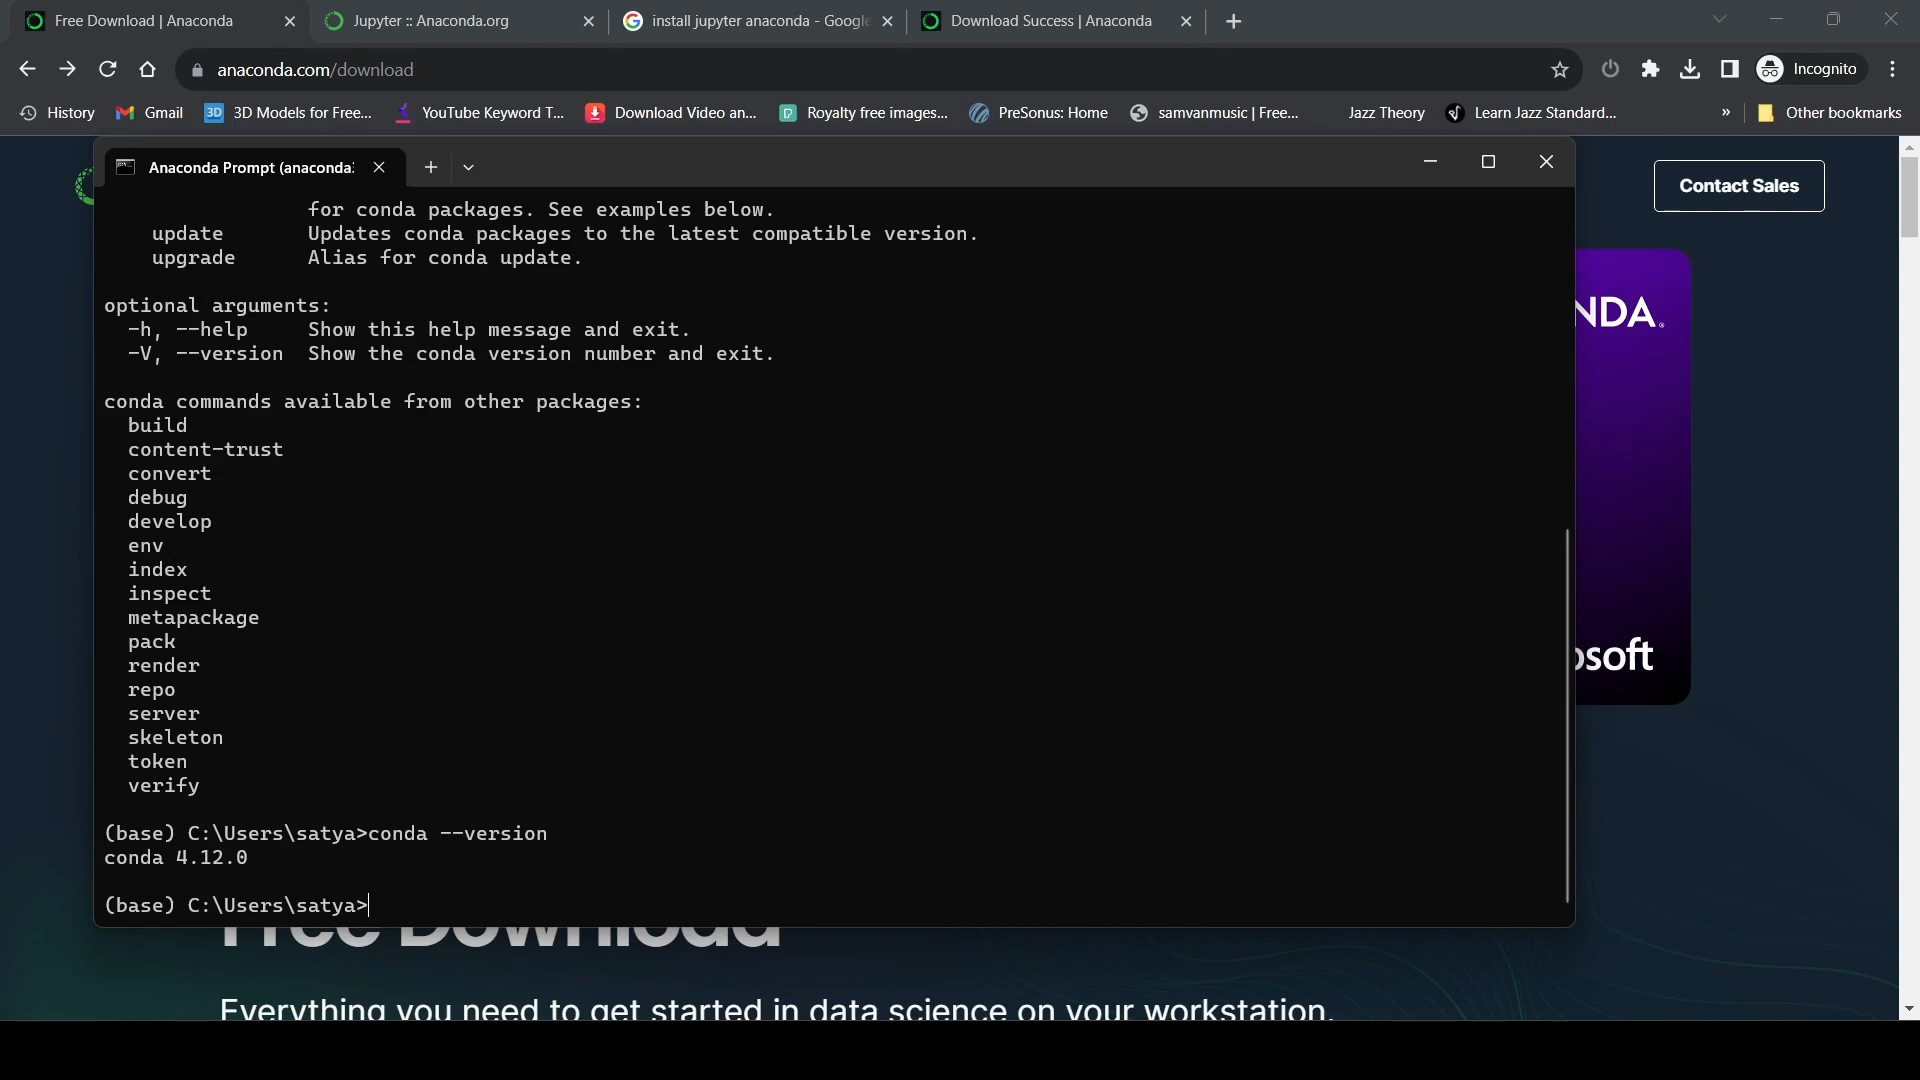 Free Download | Anaconda
Jupyter :: Anaconda.org
install jupyter anaconda - Google
Download Success | Anaconda
anaconda.com/download
Incognito
History
Gmail
3D 3D Models for Free...
YouTube Keyword T...
Download Video an...
Royalty free images...
PreSonus: Home
samvanmusic | Free...
Jazz Theory
Learn Jazz Standard...
»
Other bookmarks
Anaconda Prompt (anaconda3
Contact Sales
for conda packages. See examples below.
update Updates conda packages to the latest compatible version.
upgrade Alias for conda update.
optional arguments:
-h, --help Show this help message and exit.
-V, --version Show the conda version number and exit.
conda commands available from other packages:
build
content-trust
convert
debug
develop
env
index
inspect
metapackage
pack
render
repo
server
skeleton
token
verify
(base) C:\Users\satya>conda --version
conda 4.12.0
(base) C:\Users\satya>
NDA.
osoft
Free Download
Everything you need to get started in data science on your workstation.